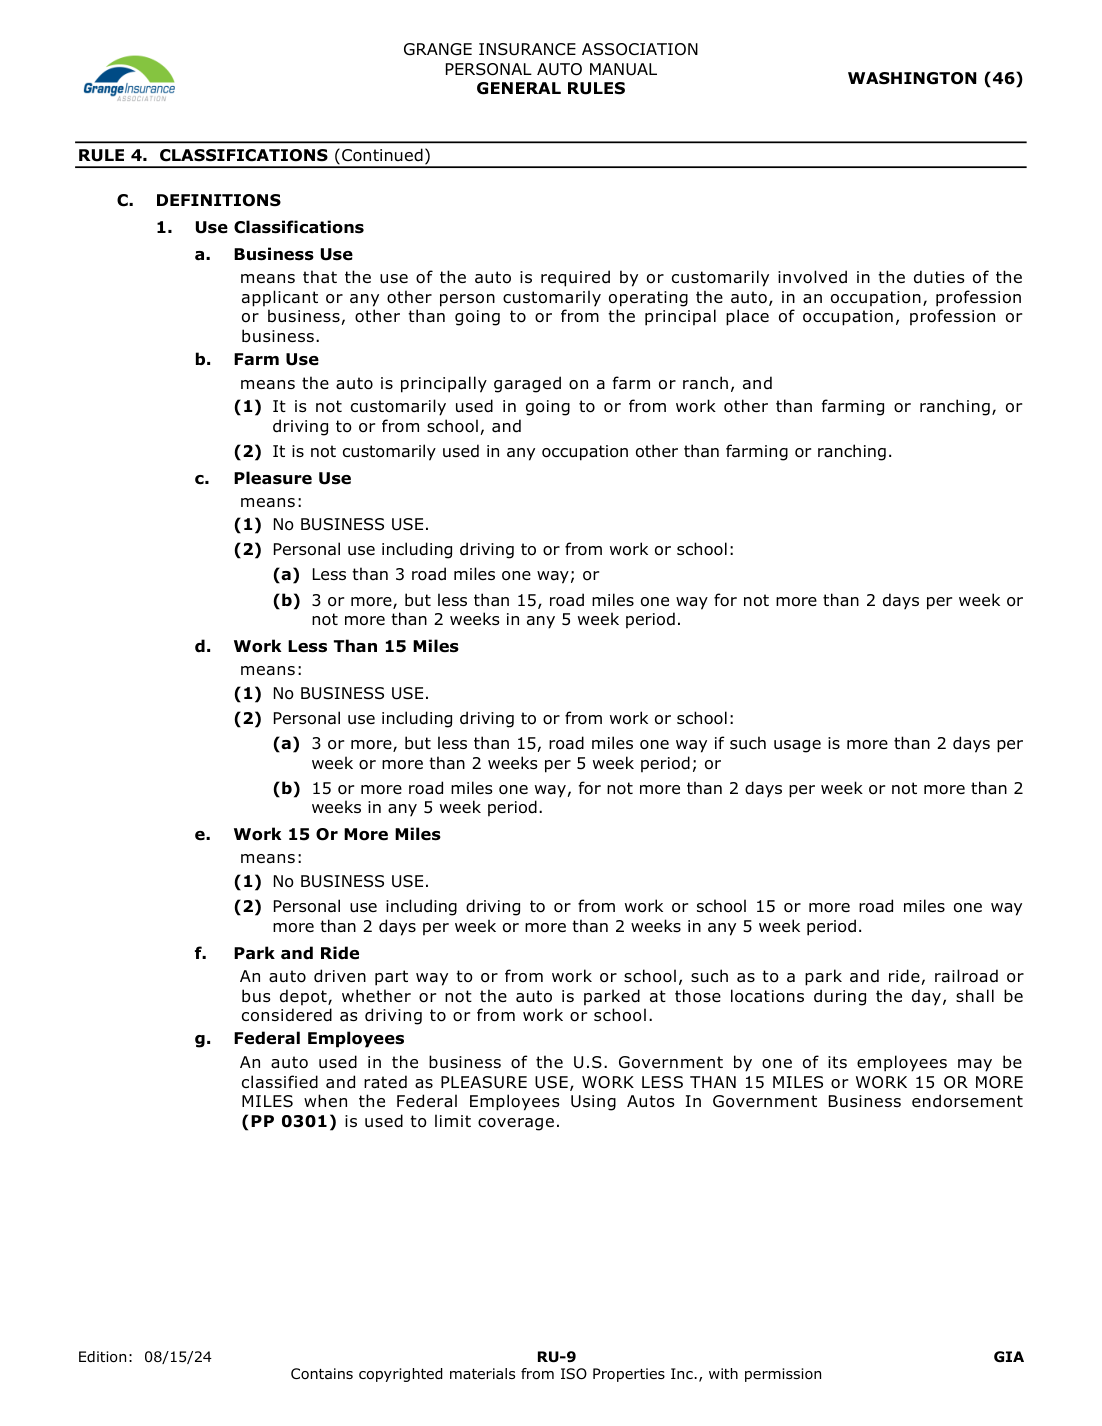 GRANGE INSURANCE ASSOCIATION
PERSONAL AUTO MANUAL
GENERAL RULES
WASHINGTON (46)
GrangeInsurance
ASSOCIATION
RULE 4. CLASSIFICATIONS (Continued)
C. DEFINITIONS
1. Use Classifications
a. Business Use
means that the use of the auto is required by or customarily involved in the duties of the
applicant or any other person customarily operating the auto, in an occupation, profession
or business, other than going to or from the principal place of occupation, profession or
business.
b. Farm Use
means the auto is principally garaged on a farm or ranch, and
(1) It is not customarily used in going to or from work other than farming or ranching, or
driving to or from school, and
(2) It is not customarily used in any occupation other than farming or ranching.
c. Pleasure Use
means:
(1) No BUSINESS USE.
(2) Personal use including driving to or from work or school:
(a) Less than 3 road miles one way; or
(b) 3 or more, but less than 15, road miles one way for not more than 2 days per week or
not more than 2 weeks in any 5 week period.
d. Work Less Than 15 Miles
means:
(1) No BUSINESS USE.
(2) Personal use including driving to or from work or school:
(a) 3 or more, but less than 15, road miles one way if such usage is more than 2 days per
week or more than 2 weeks per 5 week period; or
(b) 15 or more road miles one way, for not more than 2 days per week or not more than 2
weeks in any 5 week period.
e. Work 15 Or More Miles
means:
(1) No BUSINESS USE.
(2) Personal use including driving to or from work or school 15 or more road miles one way
more than 2 days per week or more than 2 weeks in any 5 week period.
f. Park and Ride
An auto driven part way to or from work or school, such as to a park and ride, railroad or
bus depot, whether or not the auto is parked at those locations during the day, shall be
considered as driving to or from work or school.
g. Federal Employees
An auto used in the business of the U.S. Government by one of its employees may be
classified and rated as PLEASURE USE, WORK LESS THAN 15 MILES or WORK 15 OR MORE
MILES when the Federal Employees Using Autos In Government Business endorsement
(PP 0301) is used to limit coverage.
Edition: 08/15/24
RU-9
GIA
Contains copyrighted materials from ISO Properties Inc., with permission